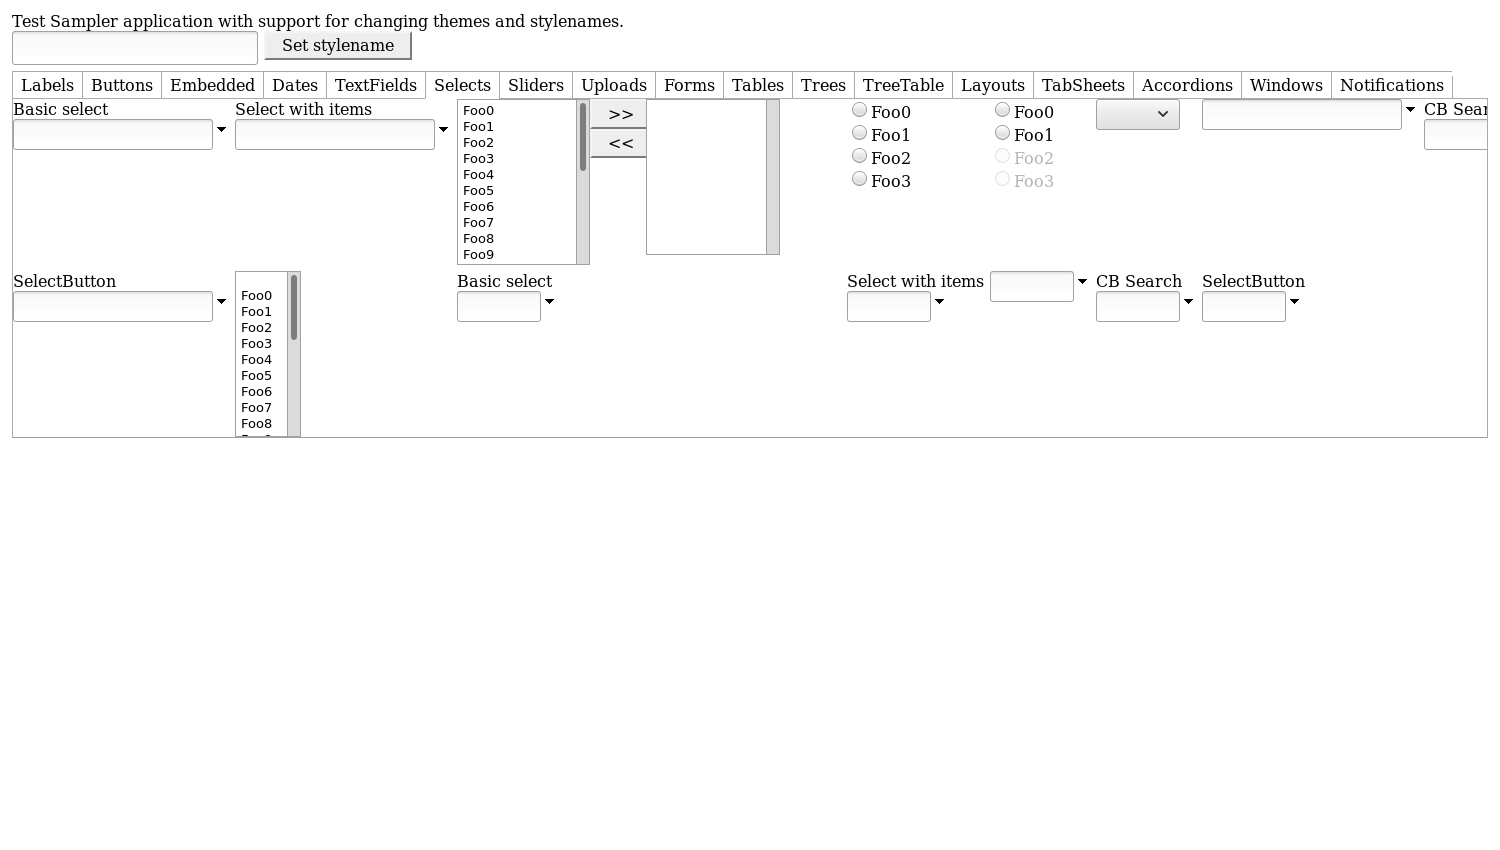 Test Sampler application with support for changing themes and stylenames.
Set stylename
Labels Buttons Embedded Dates TextFields Selects Sliders Uploads Forms Tables Trees TreeTable Layouts TabSheets Accordions Windows Notifications
Basic select
Select with items
Foo0
Foo1
Foo2
Foo3
Foo4
Foo5
Foo6
Foo7
Foo8
Foo9
>>
<<
Foo0
Foo1
Foo2
Foo3
Foo0
Foo1
Foo2
Foo3
CB Sear
SelectButton
Foo0
Foo1
Foo2
Foo3
Foo4
Foo5
Foo6
Foo7
Foo8
Basic select
Select with items
CB Search
SelectButton